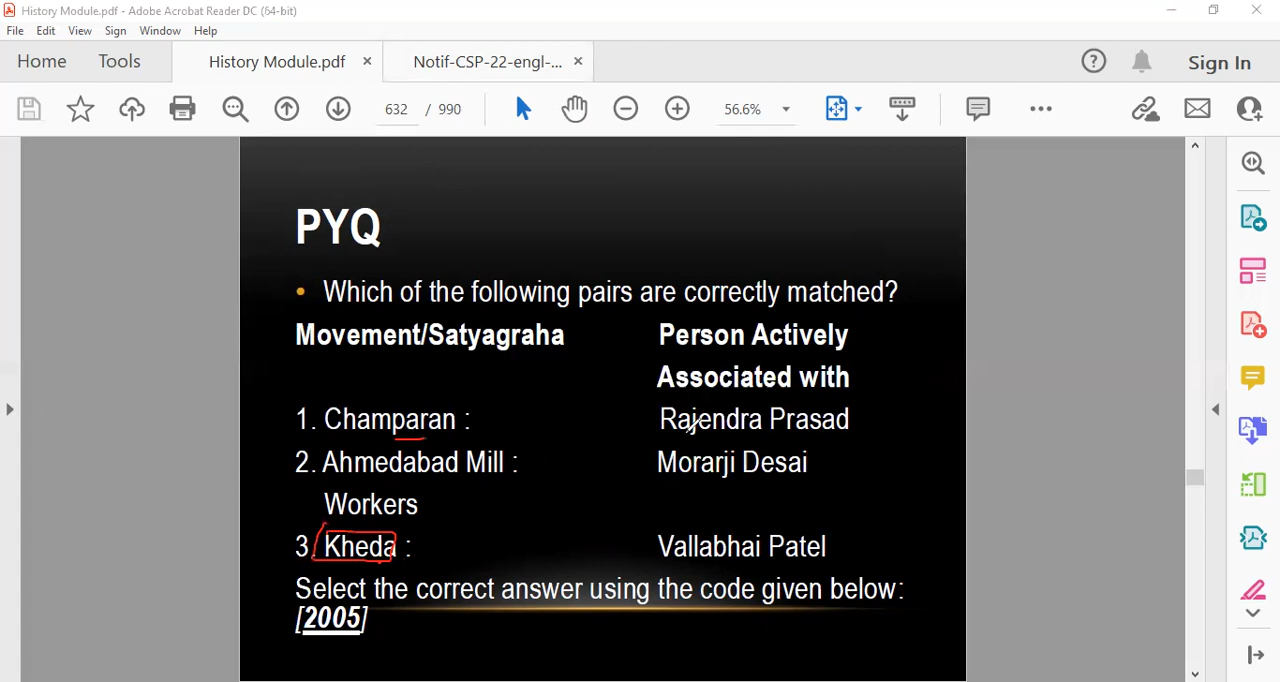 History Module.pdf - Adobe Acrobat Reader DC (64-bit)
File Edit View Sign Window Help
Home Tools History Module.pdf × Notif-CSP-22-engl-... × Sign In
632 / 990 56.6%
PYQ
• Which of the following pairs are correctly matched?
Movement/Satyagraha Person Actively
Associated with
1. Champaran : Rajendra Prasad
2. Ahmedabad Mill : Morarji Desai
Workers
3. Kheda : Vallabhai Patel
Select the correct answer using the code given below:
[2005]